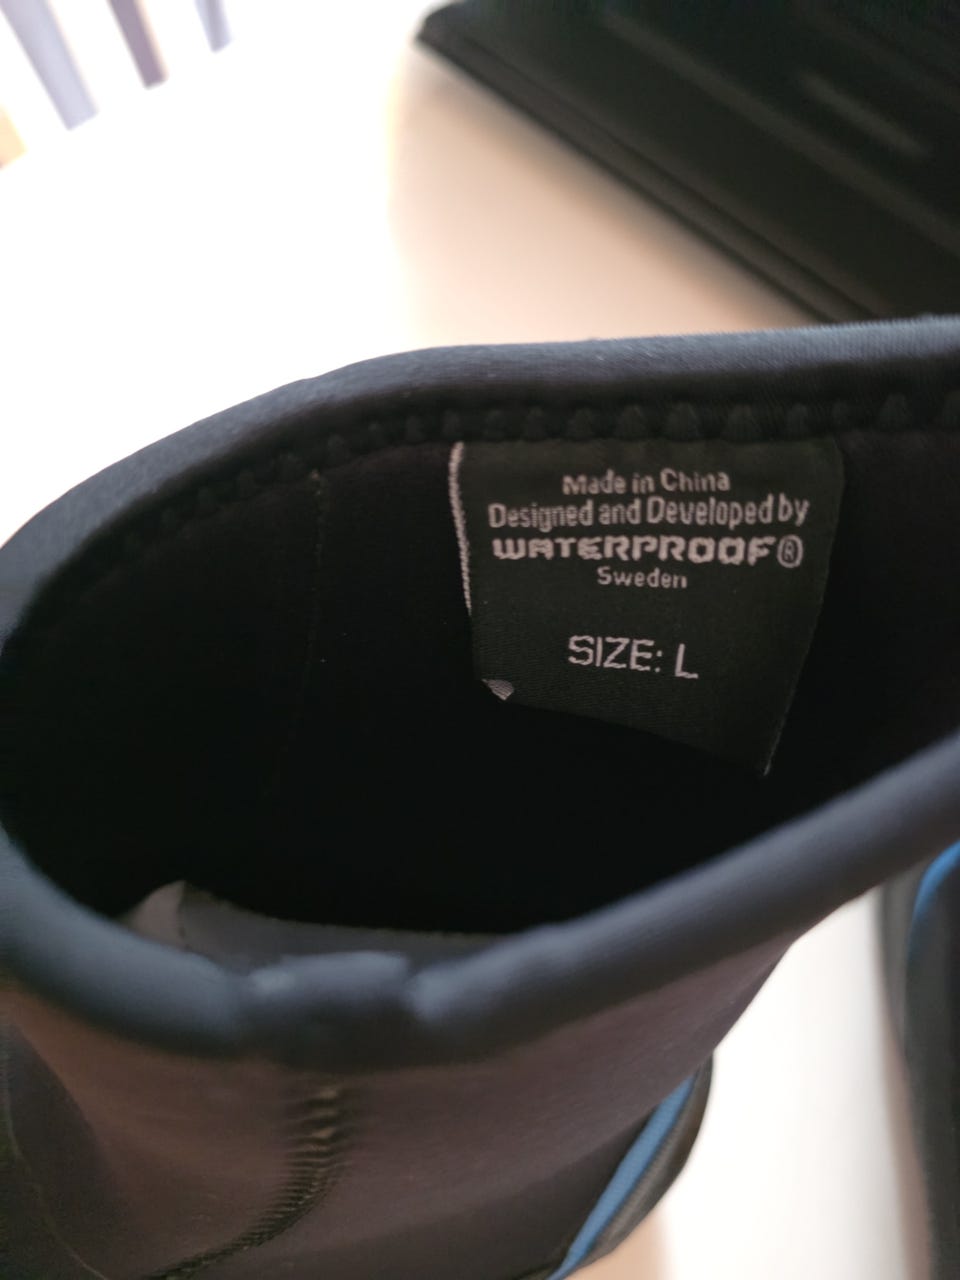 Made in China
Designed and Developed by
WATERPROOF®
Sweden
SIZE: L